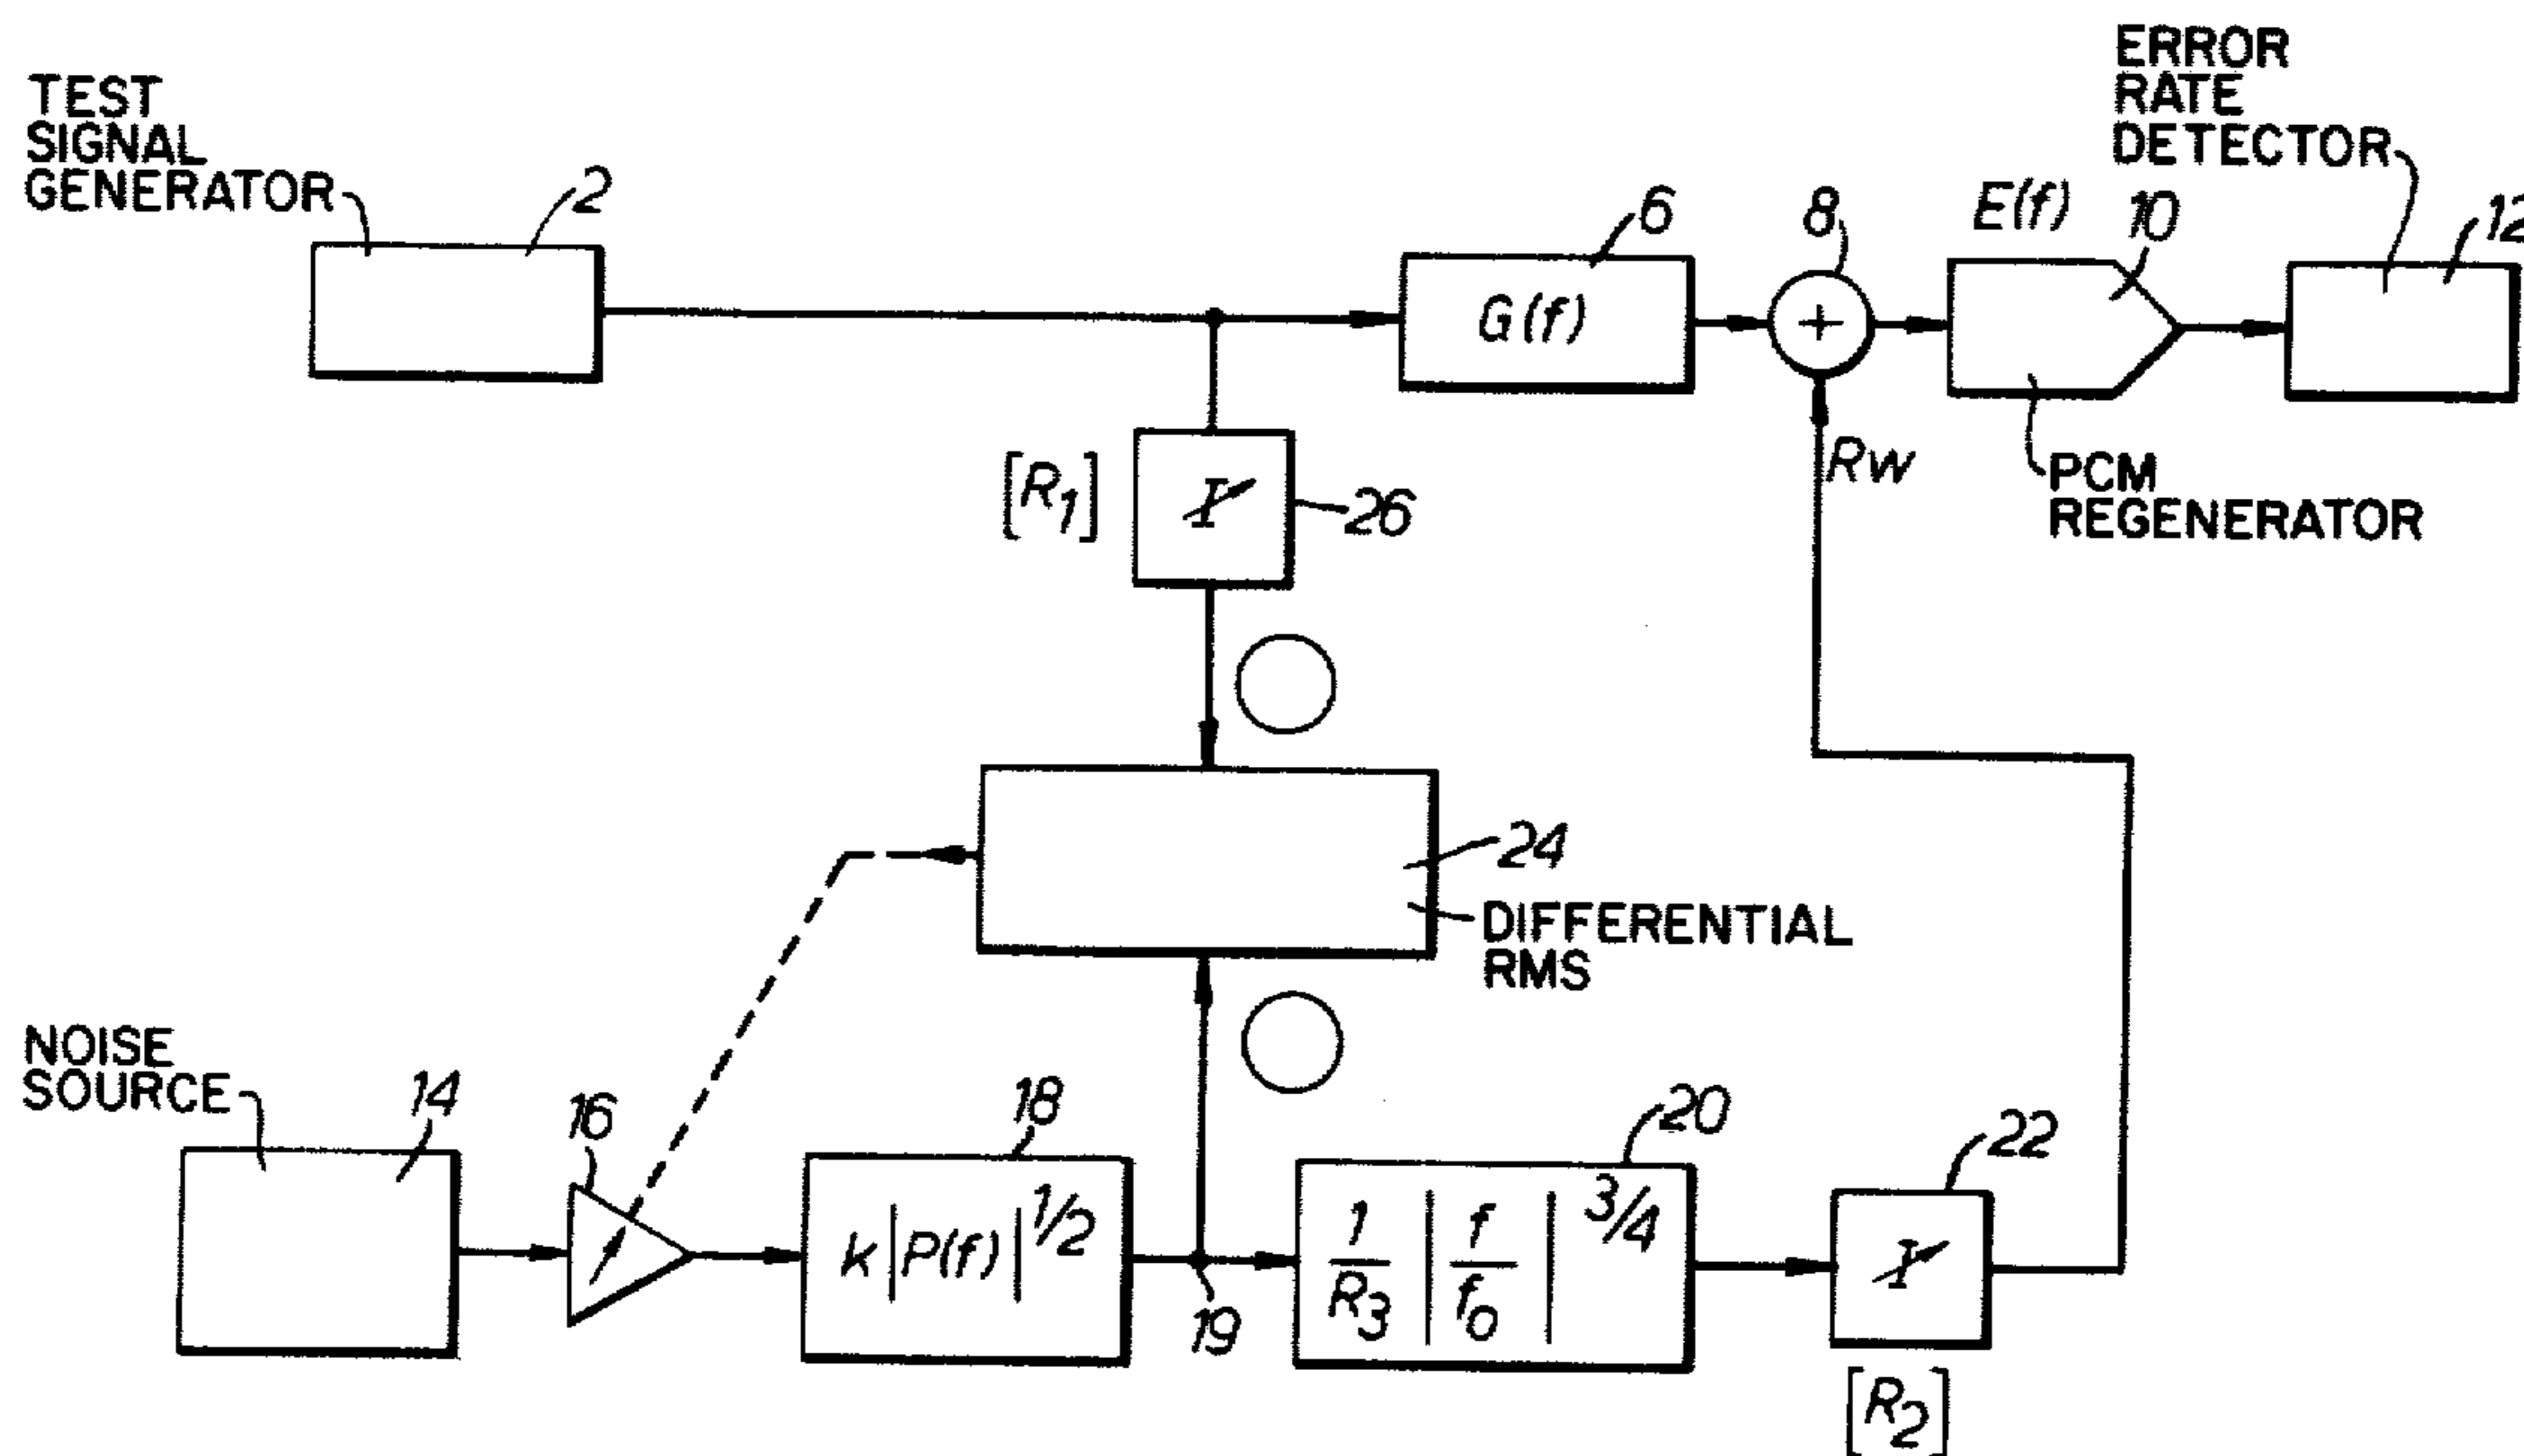 TEST
SIGNAL
GENERATOR
2
6
G(f)
8
+
E(f)
10
ERROR
RATE
DETECTOR
12
[R1]
26
RW
PCM
REGENERATOR
24
DIFFERENTIAL
RMS
NOISE
SOURCE
14
16
18
k|P(f)|1/2
19
20
1/R3 |f/f0| 3/4
22
[R2]